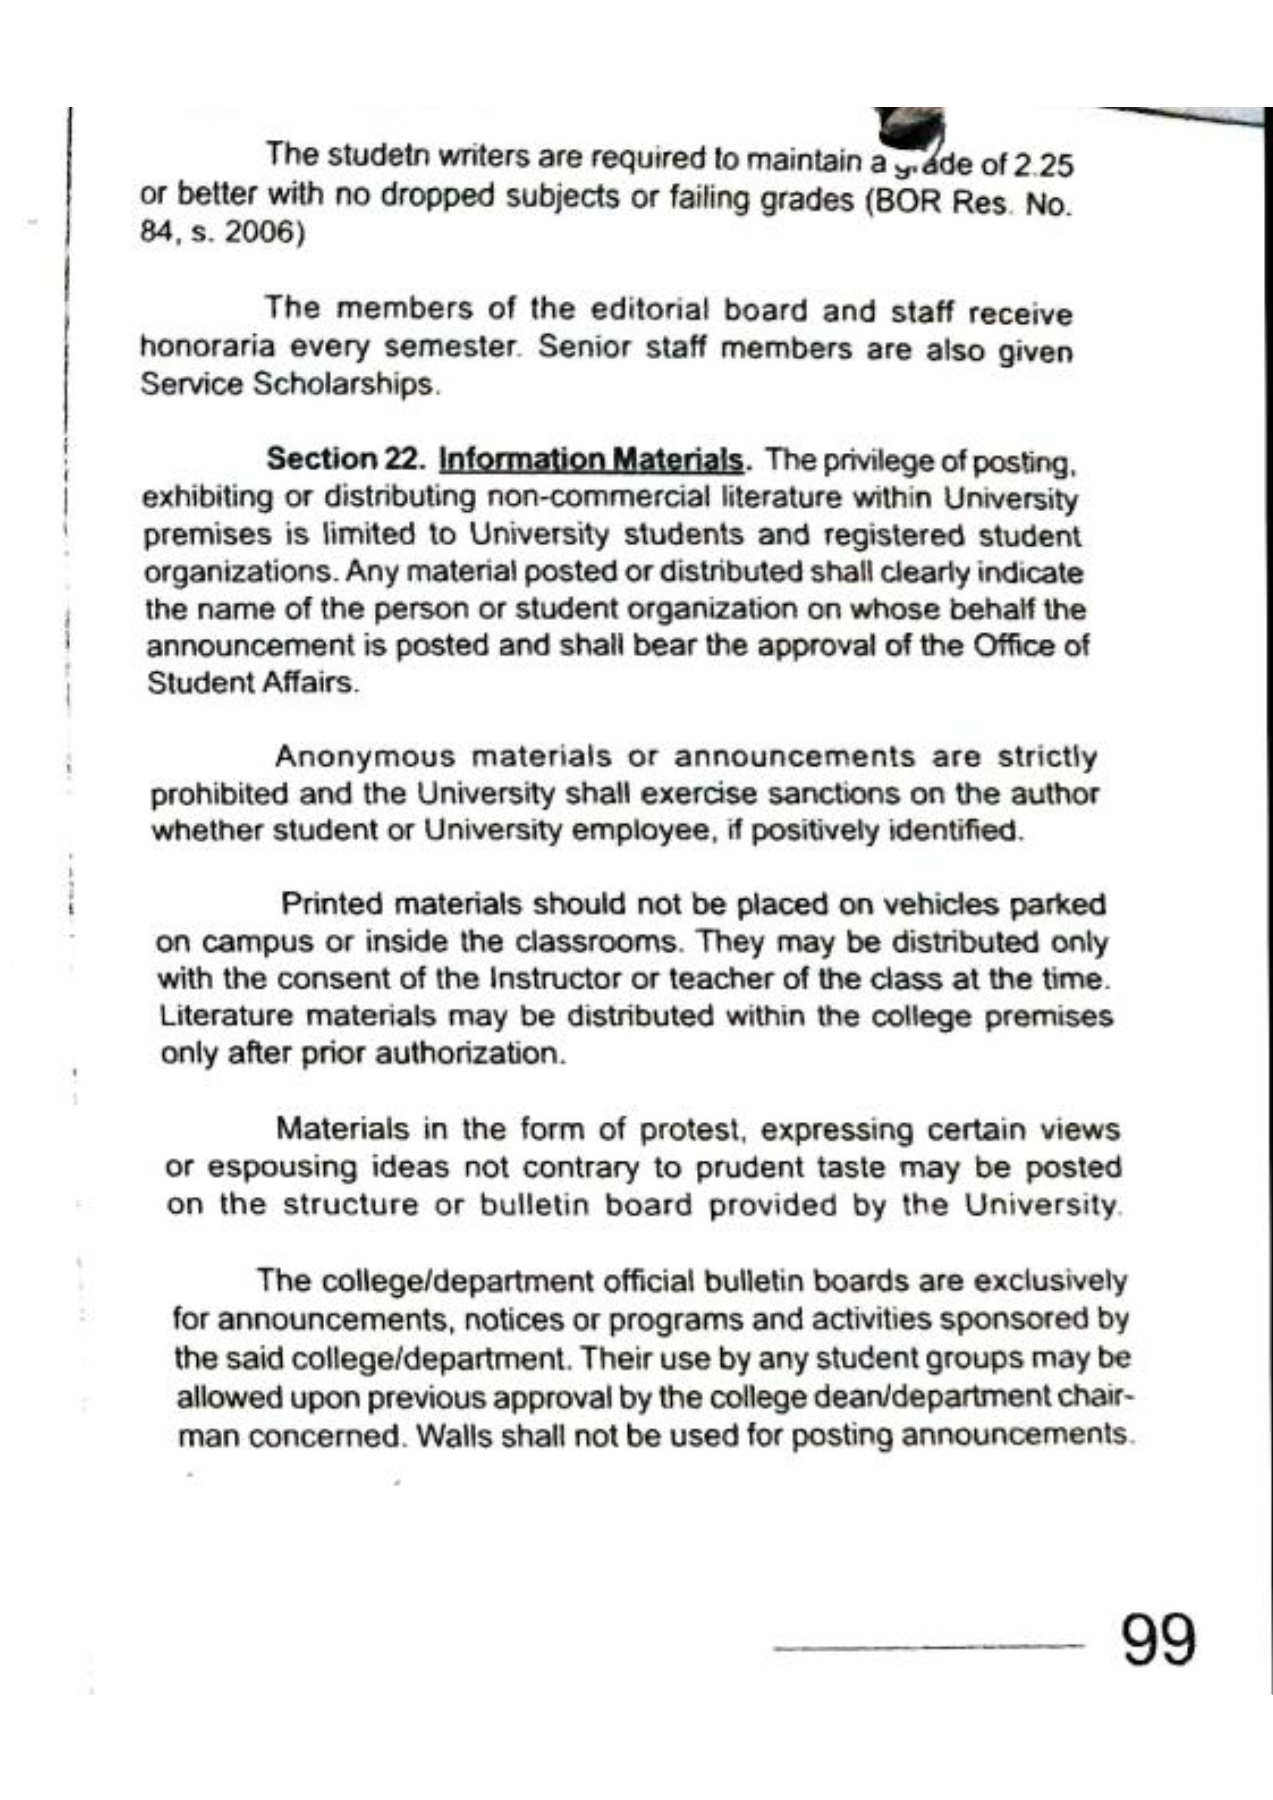 The studetn writers are required to maintain a grade of 2.25
or better with no dropped subjects or failing grades (BOR Res. No.
84, s. 2006)
The members of the editorial board and staff receive
honoraria every semester. Senior staff members are also given
Service Scholarships.
Section 22. Information Materials. The privilege of posting,
exhibiting or distributing non-commercial literature within University
premises is limited to University students and registered student
organizations. Any material posted or distributed shall clearly indicate
the name of the person or student organization on whose behalf the
announcement is posted and shall bear the approval of the Office of
Student Affairs.
Anonymous materials or announcements are strictly
prohibited and the University shall exercise sanctions on the author
whether student or University employee, if positively identified.
Printed materials should not be placed on vehicles parked
on campus or inside the classrooms. They may be distributed only
with the consent of the Instructor or teacher of the class at the time.
Literature materials may be distributed within the college premises
only after prior authorization.
Materials in the form of protest, expressing certain views
or espousing ideas not contrary to prudent taste may be posted
on the structure or bulletin board provided by the University.
The college/department official bulletin boards are exclusively
for announcements, notices or programs and activities sponsored by
the said college/department. Their use by any student groups may be
allowed upon previous approval by the college dean/department chair-
man concerned. Walls shall not be used for posting announcements.
99